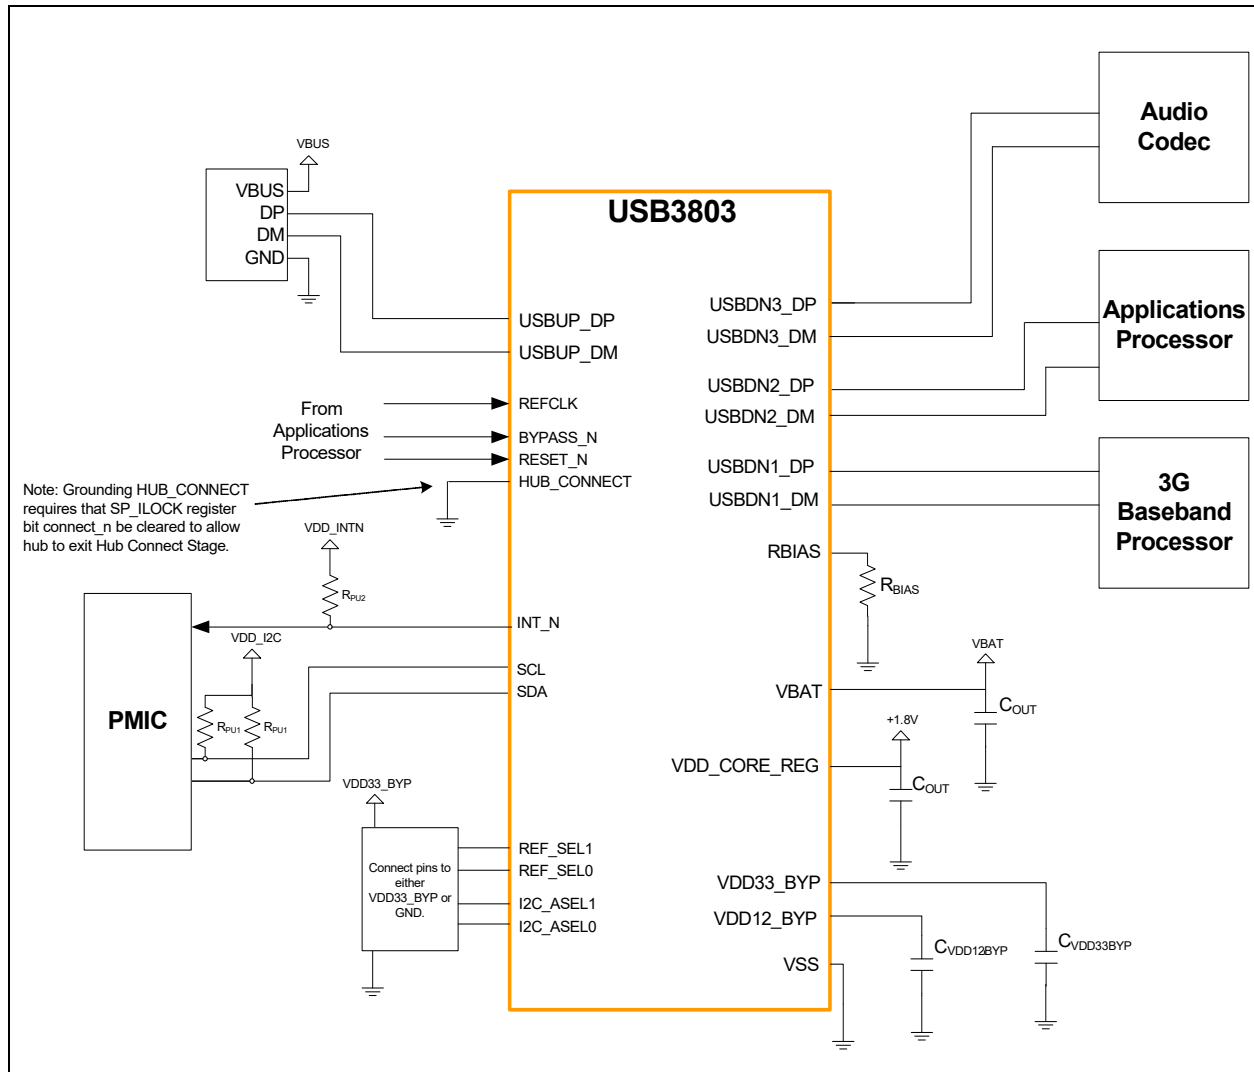 Audio
Codec
VBUS
VBUS
DP
DM
GND
USB3803
USBUP_DP
USBUP_DM
USBDN3_DP
USBDN3_DM
Applications
Processor
USBDN2_DP
USBDN2_DM
From
Applications
Processor
REFCLK
BYPASS_N
RESET_N
HUB_CONNECT
USBDN1_DP
USBDN1_DM
3G
Baseband
Processor
Note: Grounding HUB_CONNECT
requires that SP_ILOCK register
bit connect_n be cleared to allow
hub to exit Hub Connect Stage.
VDD_INTN
RPU2
RBIAS
RBIAS
INT_N
VDD_I2C
SCL
SDA
PMIC
RPU1
RPU1
VBAT
VBAT
COUT
+1.8V
VDD_CORE_REG
COUT
VDD33_BYP
Connect pins to
either
VDD33_BYP or
GND.
REF_SEL1
REF_SEL0
I2C_ASEL1
I2C_ASEL0
VDD33_BYP
VDD12_BYP
VSS
CVDD12BYP
CVDD33BYP